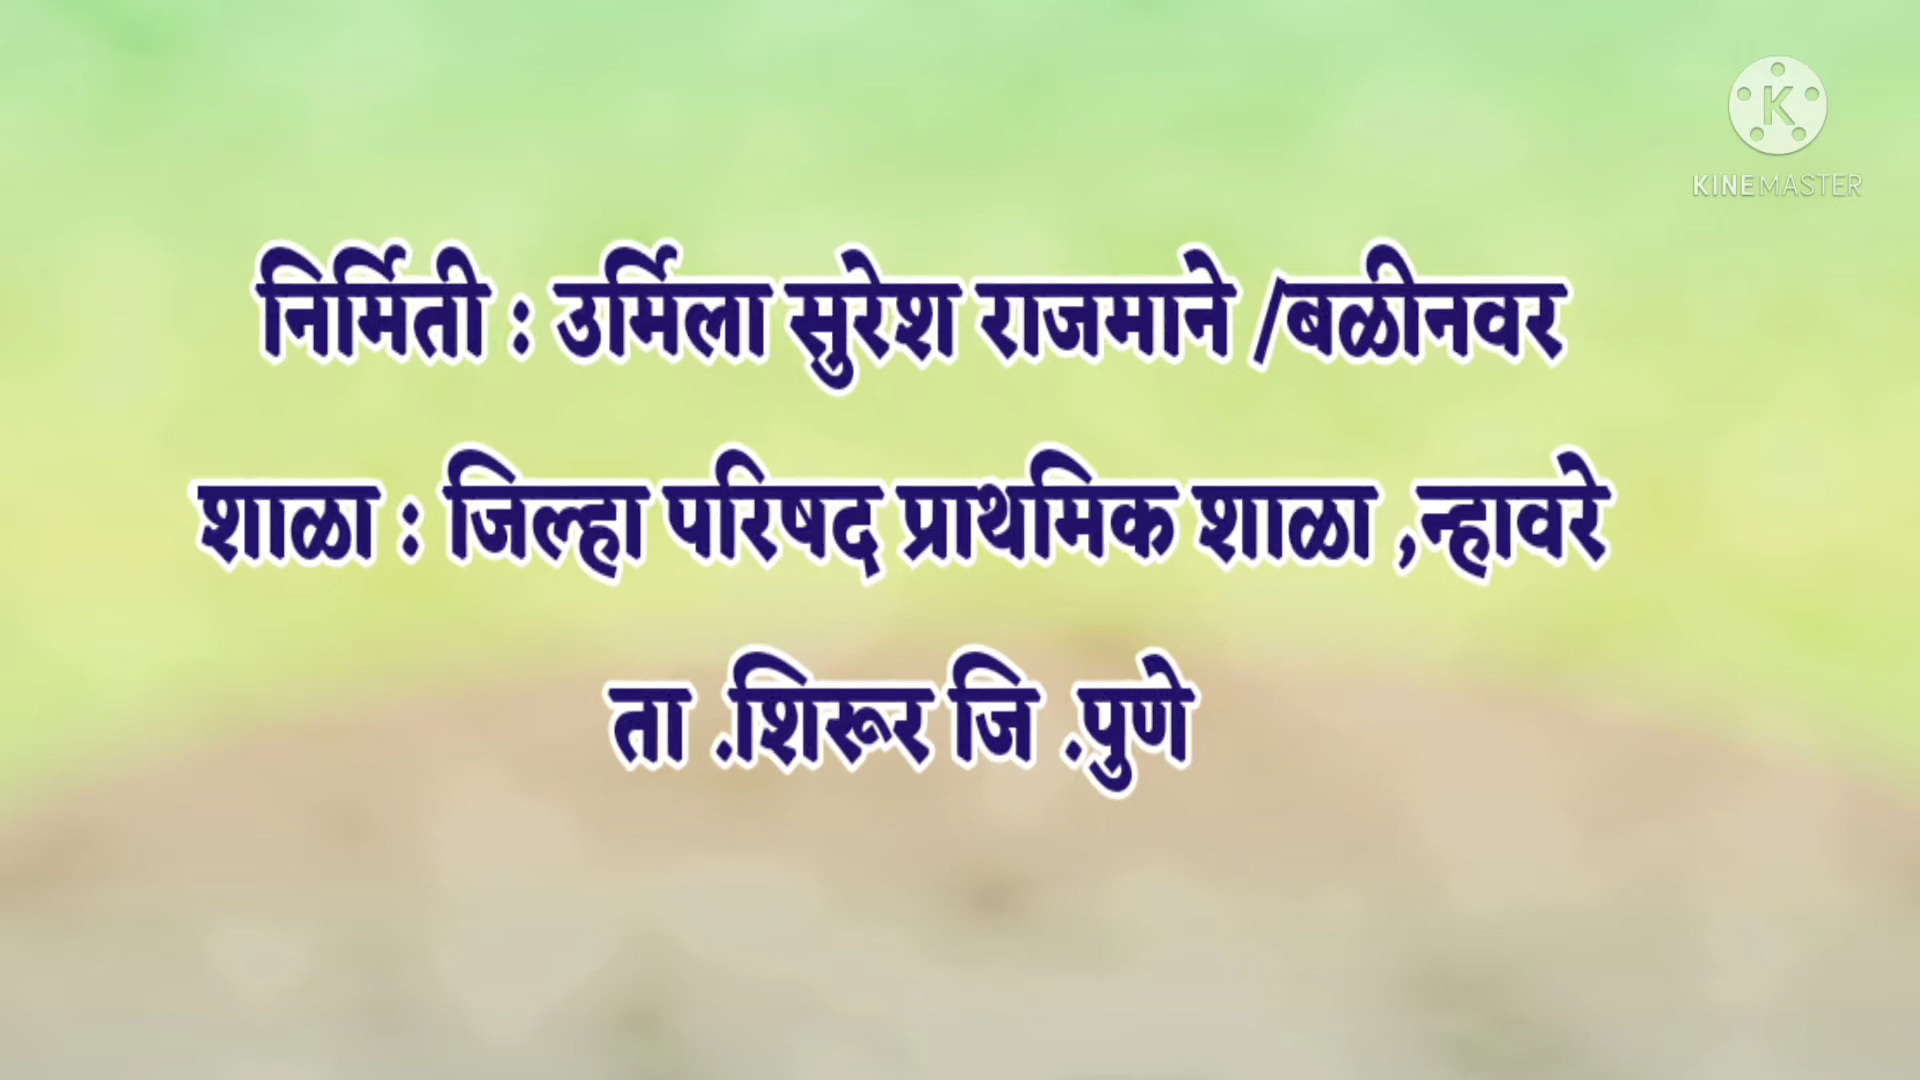 KINEMASTER
निर्मिती : उर्मिला सुरेश राजमाने /बळीनवर
शाळा : जिल्हा परिषद प्राथमिक शाळा ,न्हावरे
ता .शिरूर जि .पुणे